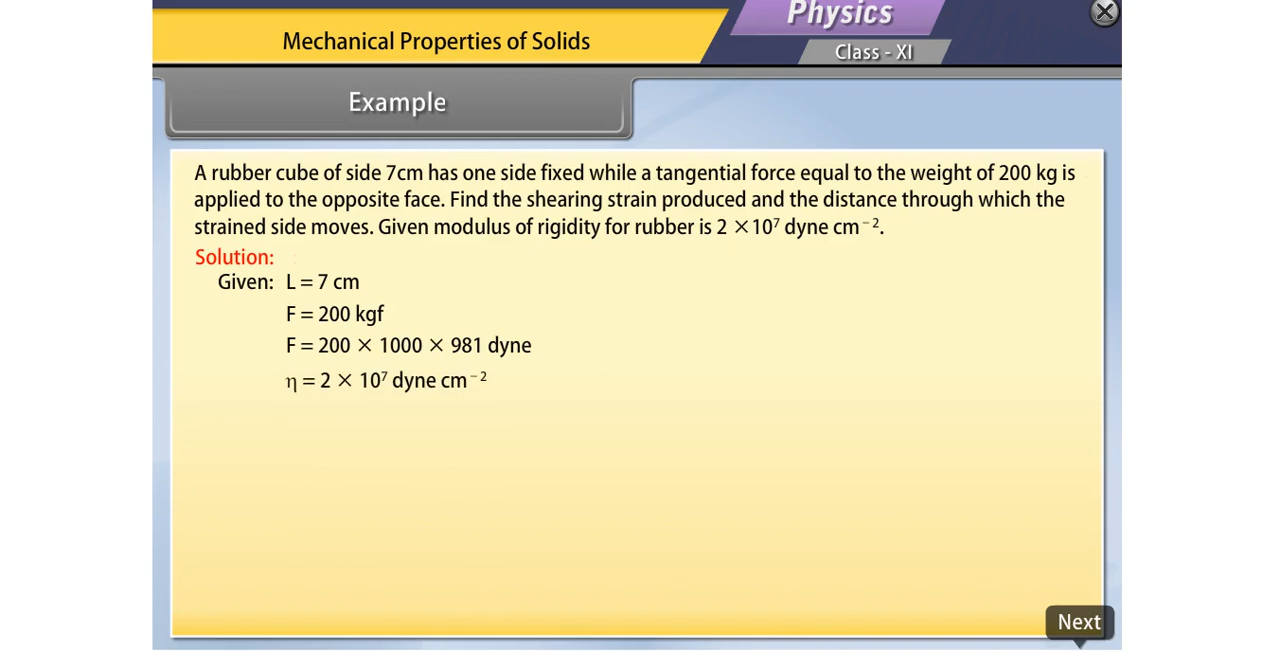 Physics
Mechanical Properties of Solids
Class - XI
Example
A rubber cube of side 7cm has one side fixed while a tangential force equal to the weight of 200 kg is
applied to the opposite face. Find the shearing strain produced and the distance through which the
strained side moves. Given modulus of rigidity for rubber is 2 ×10⁷ dyne cm⁻².
Solution:
Given: L = 7 cm
F = 200 kgf
F = 200 × 1000 × 981 dyne
η = 2 × 10⁷ dyne cm⁻²
Next